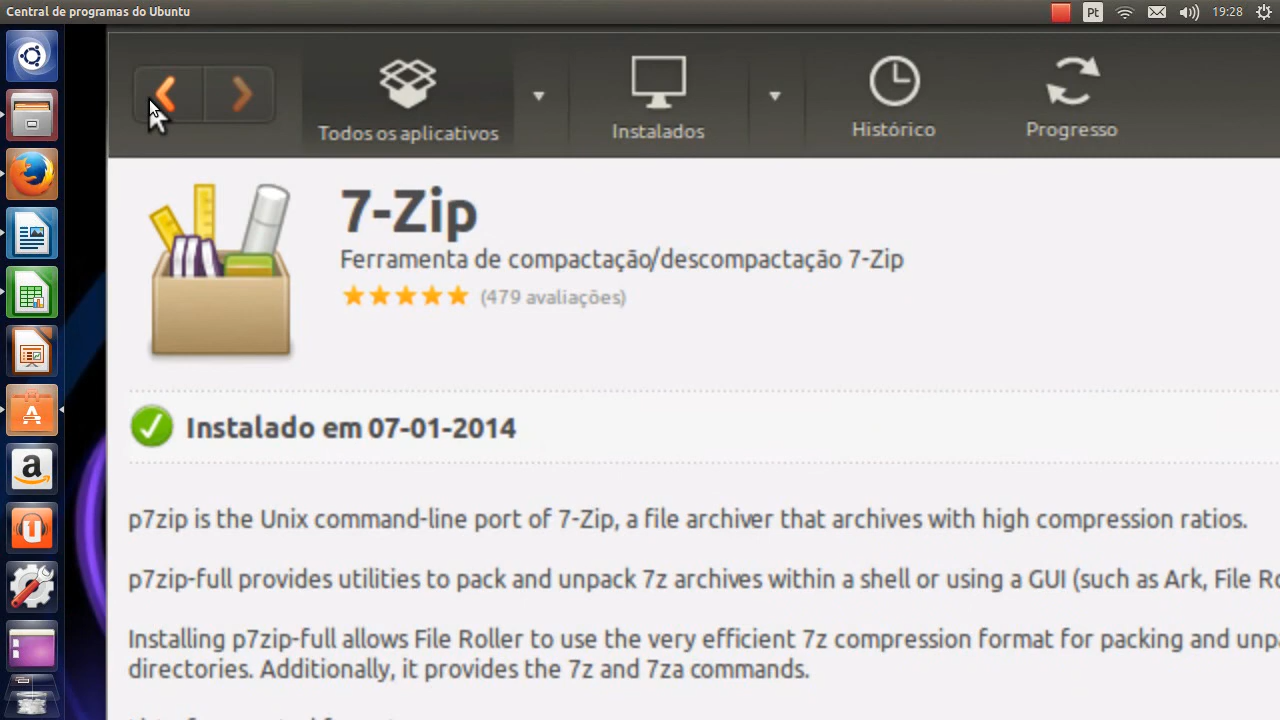 Central de programas do Ubuntu
Pt
19:28
Todos os aplicativos
Instalados
Histórico
Progresso
7-Zip
Ferramenta de compactação/descompactação 7-Zip
(479 avaliações)
Instalado em 07-01-2014
p7zip is the Unix command-line port of 7-Zip, a file archiver that archives with high compression ratios.
p7zip-full provides utilities to pack and unpack 7z archives within a shell or using a GUI (such as Ark, File Ro
Installing p7zip-full allows File Roller to use the very efficient 7z compression format for packing and unpa
directories. Additionally, it provides the 7z and 7za commands.